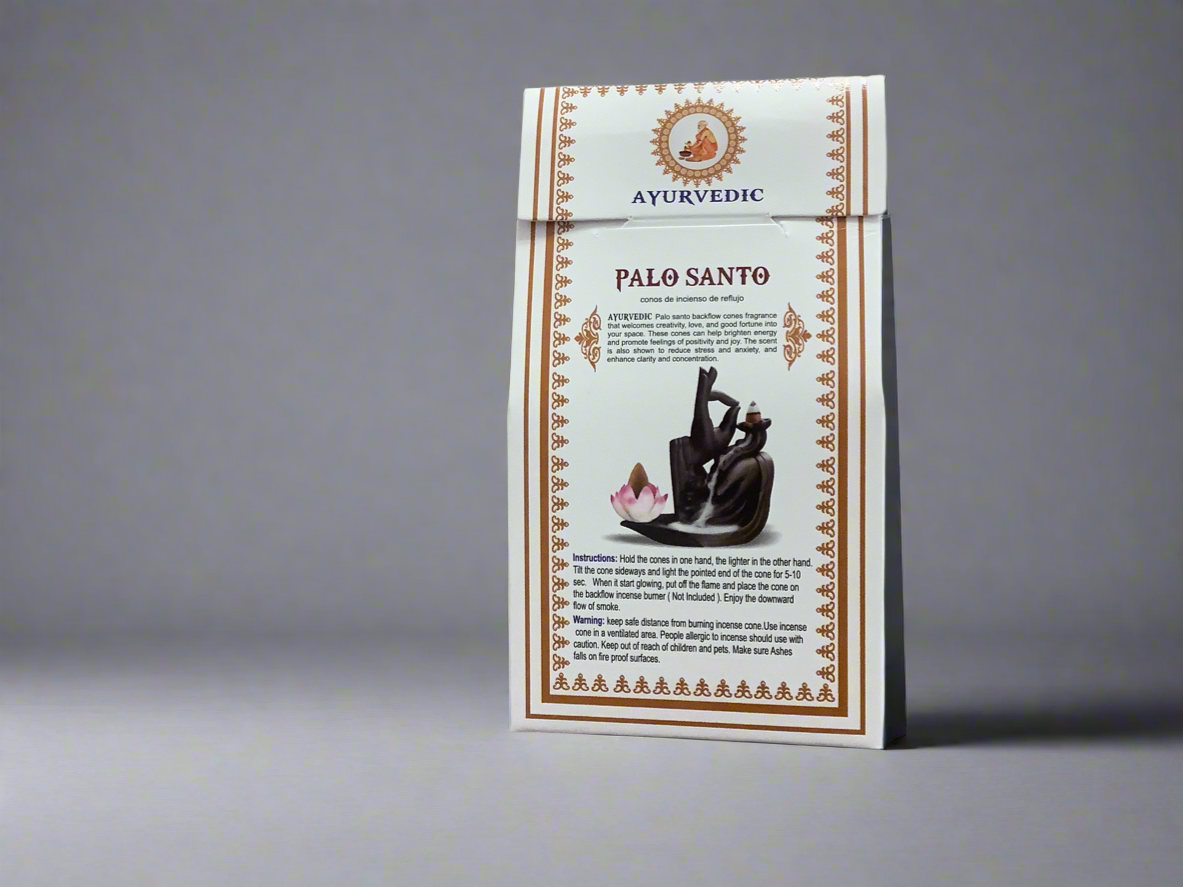 AYURVEDIC
PALO SANTO
conos de incienso de reflujo
AYURVEDIC Palo santo backflow cones fragrance
that welcomes creativity, love, and good fortune into
your space. These cones can help brighten energy
and promote feelings of positivity and joy. The scent
is also shown to reduce stress and anxiety, and
enhance clarity and concentration.
Instructions: Hold the cones in one hand, the lighter in the other hand.
Tilt the cone sideways and light the pointed end of the cone for 5-10
sec. When it start glowing, put off the flame and place the cone on
the backflow incense burner ( Not Included ). Enjoy the downward
flow of smoke.
Warning: keep safe distance from burning incense cone.Use incense
cone in a ventilated area. People allergic to incense should use with
caution. Keep out of reach of children and pets. Make sure Ashes
falls on fire proof surfaces.